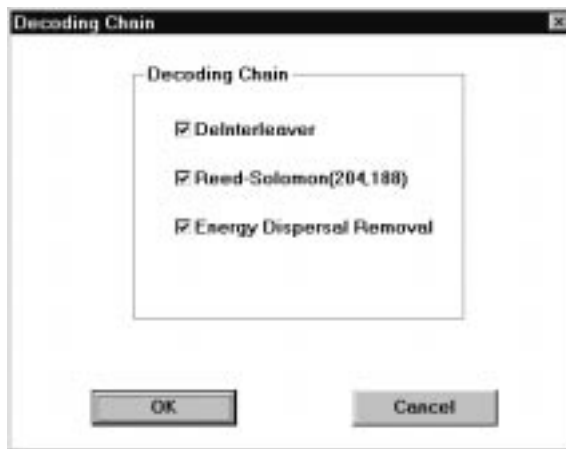 Decoding Chain
Decoding Chain
DeInterleaver
Reed-Solomon(204,188)
Energy Dispersal Removal
OK
Cancel